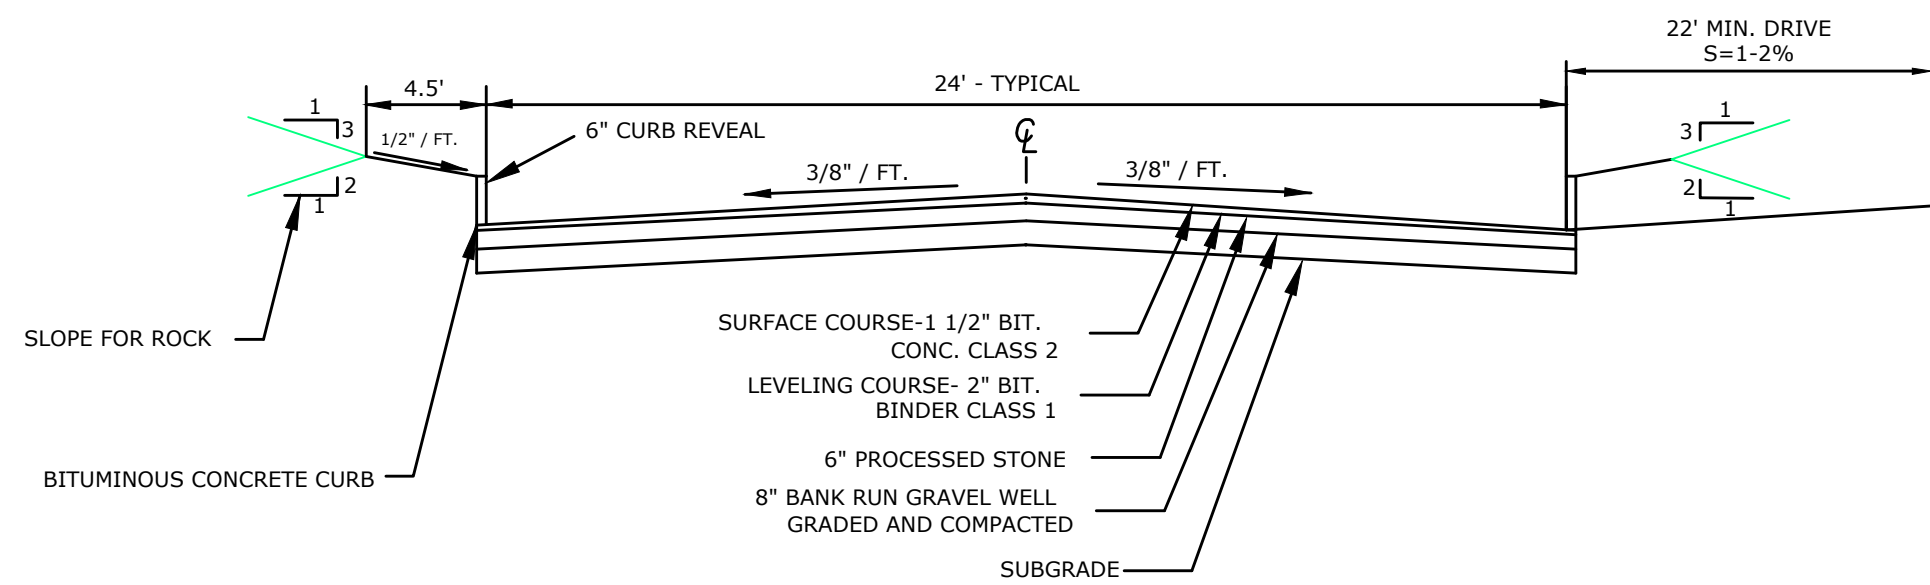 22' MIN. DRIVE
S=1-2%
4.5'
24' - TYPICAL
1
3
1/2" / FT.
6" CURB REVEAL
℄
1
3
3/8" / FT.
3/8" / FT.
2
1
2
1
SURFACE COURSE-1 1/2" BIT.
CONC. CLASS 2
SLOPE FOR ROCK
LEVELING COURSE- 2" BIT.
BINDER CLASS 1
6" PROCESSED STONE
BITUMINOUS CONCRETE CURB
8" BANK RUN GRAVEL WELL
GRADED AND COMPACTED
SUBGRADE